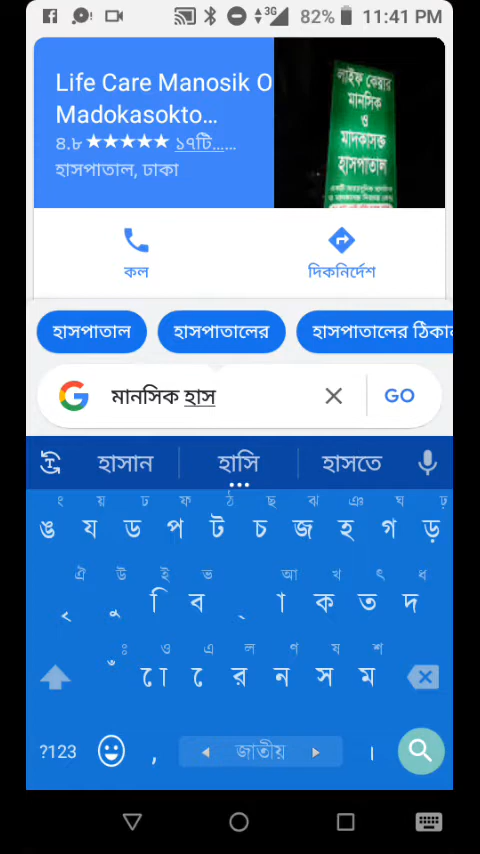 3G 82% 11:41 PM
Life Care Manosik O
Madokasokto...
৪.৮ ★★★★★ ১৭টি......
হাসপাতাল, ঢাকা
লাইফ কেয়ার
মানসিক
ও
মাদকাসক্ত
হাসপাতাল
কল দিকনির্দেশ
হাসপাতাল হাসপাতালের হাসপাতালের ঠিকান
মানসিক হাস GO
হাসান হাসি হাসতে
ং য় ঢ ফ ঠ ছ ঝ ঞ ঘ ঢ়
ঙ য ড প ট চ জ হ গ ড়
ঐ উ ই ভ আ খ ৎ ধ
ৃ ু ি ব ্ া ক ত দ
ঃ ও এ ল ণ ষ শ
ঁ ো ে র ন স ম
?123 , জাতীয় ।